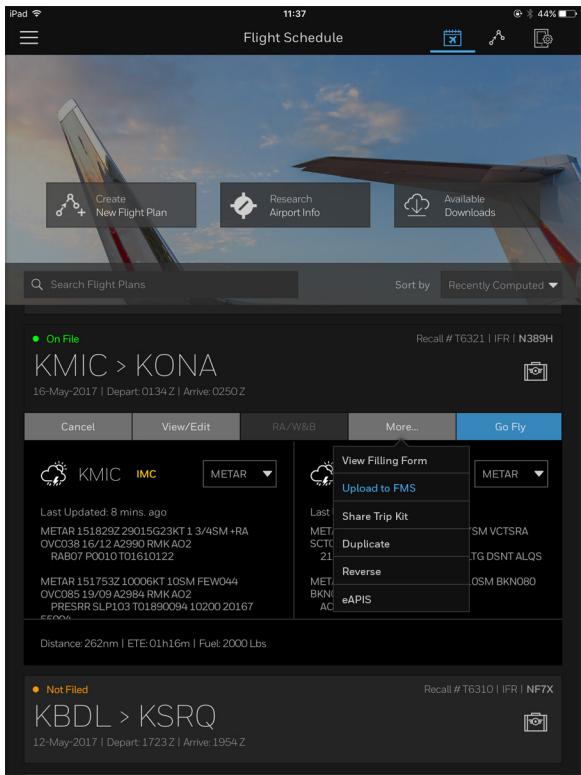 iPad 11:37 44%
Flight Schedule
Create
New Flight Plan
Research
Airport Info
Available
Downloads
Search Flight Plans
Sort by Recently Computed
On File
Recall # T6321 | IFR | N389H
KMIC > KONA
16-May-2017 | Depart: 0134 Z | Arrive: 0250 Z
Cancel View/Edit RA/W&B More... Go Fly
View Filling Form
Upload to FMS
Share Trip Kit
Duplicate
Reverse
eAPIS
KMIC IMC METAR
Last Updated: 8 mins. ago
METAR 151829Z 29015G23KT 1 3/4SM +RA
OVC038 16/12 A2990 RMK AO2
RAB07 P0010 T01610122
METAR 151753Z 10006KT 10SM FEW044
OVC085 19/09 A2984 RMK AO2
PRESRR SLP103 T01890094 10200 20167
55004
METAR
Last
SM VCTSRA
LTG DSNT ALQS
0SM BKN080
Distance: 262nm | ETE: 01h16m | Fuel: 2000 Lbs
Not Filed
Recall # T6310 | IFR | NF7X
KBDL > KSRQ
12-May-2017 | Depart: 1723 Z | Arrive: 1954 Z